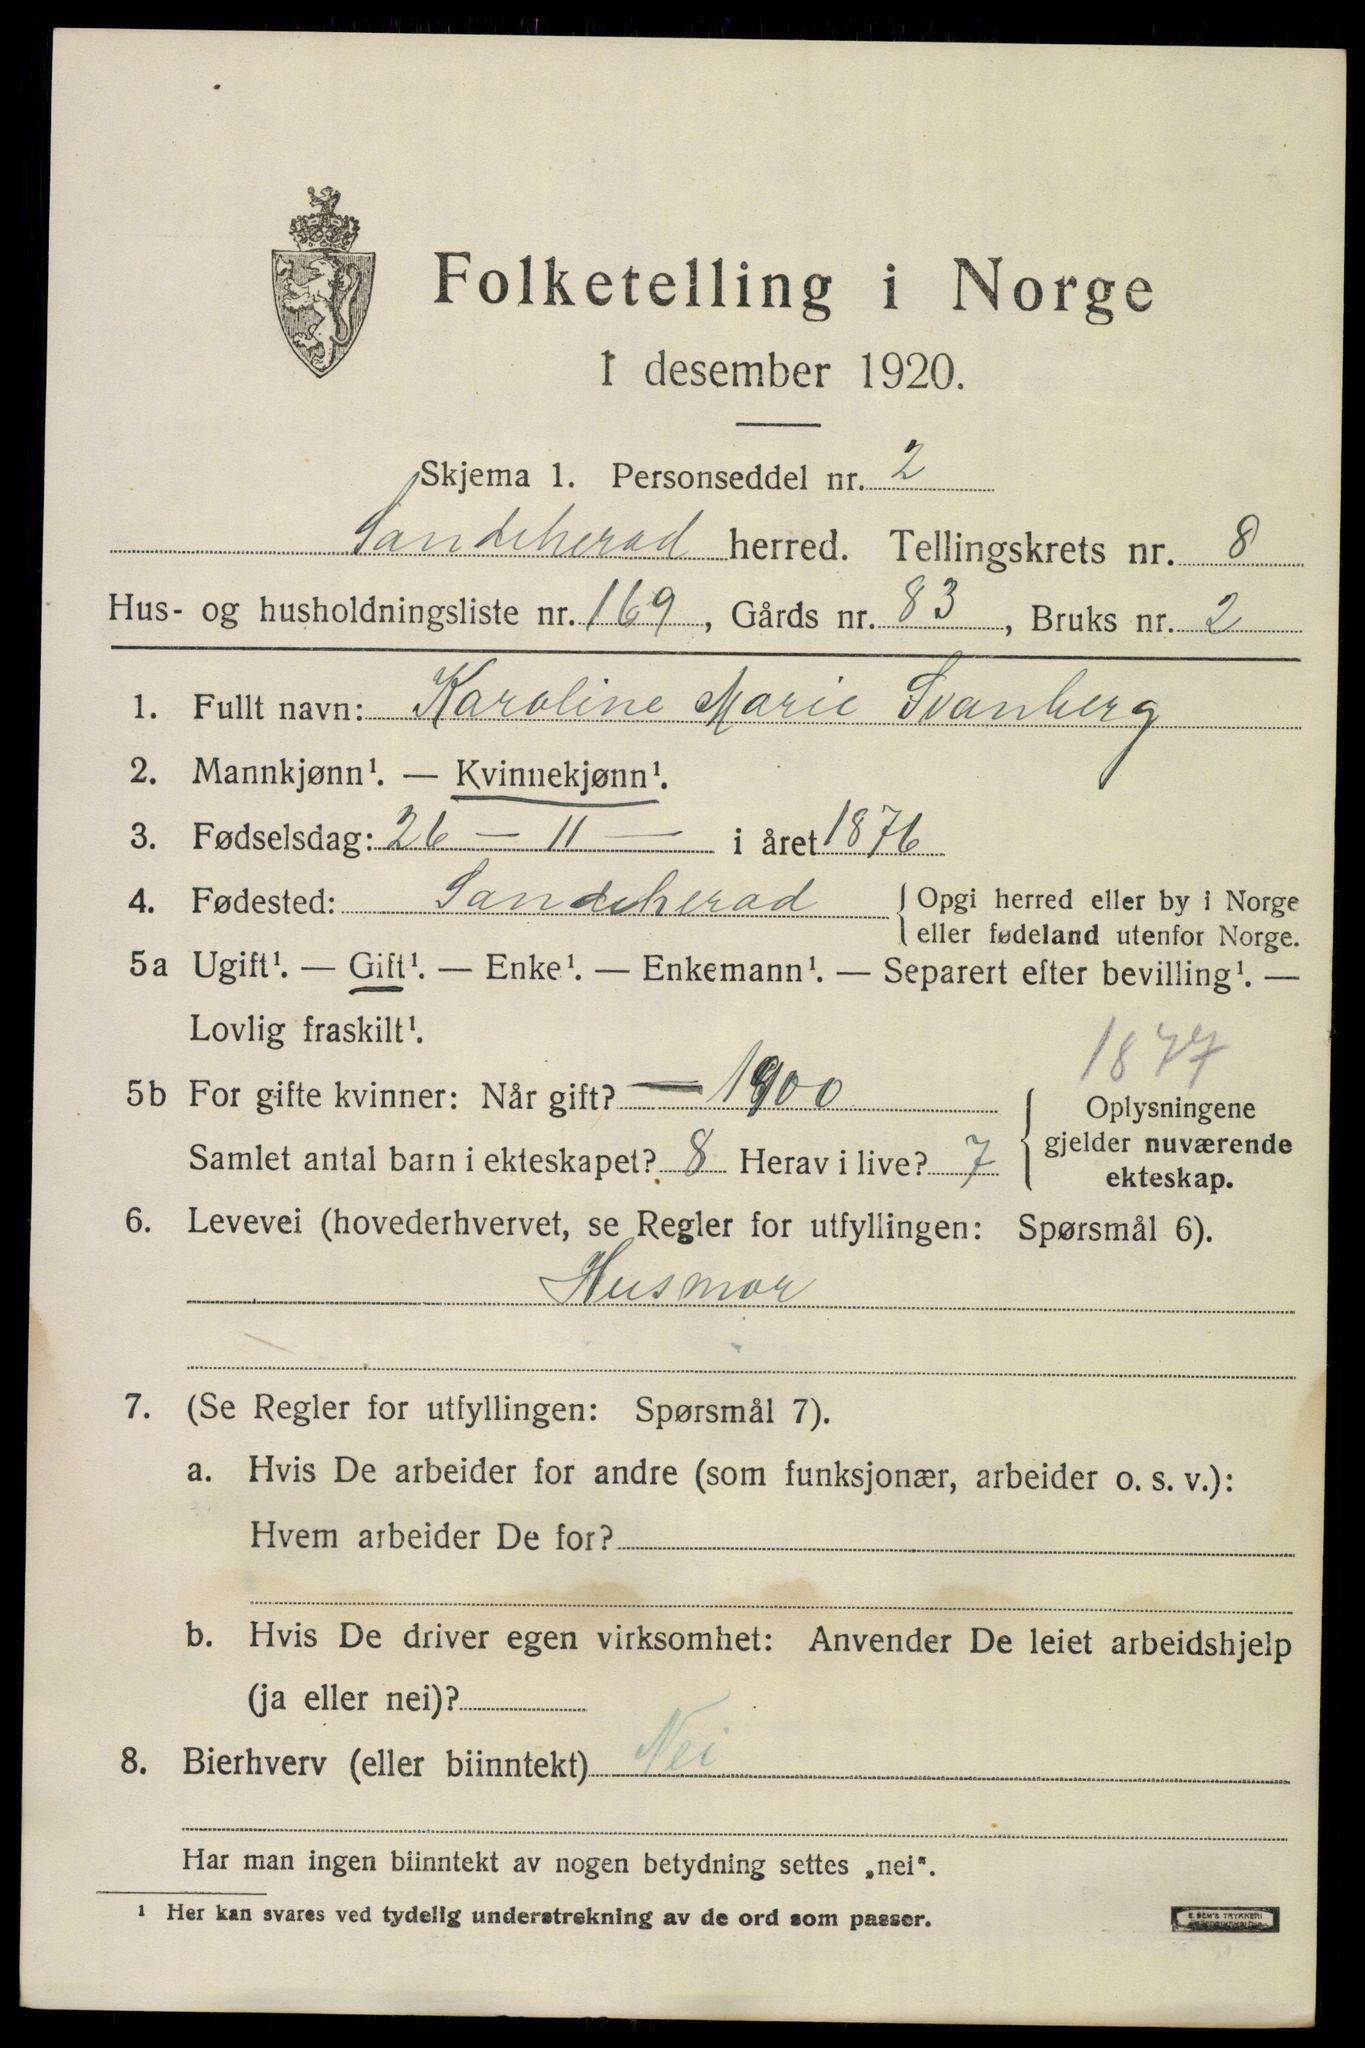 Folketelling i Norge
1 desember 1920.
Skjema 1. Personseddel nr. 2
Sandeherad herred. Tellingskrets nr. 8
Hus- og husholdningsliste nr. 169, Gårds nr. 83, Bruks nr. 2
1. Fullt navn: Karoline Marie Svanberg
2. Mannkjønn¹. — Kvinnekjønn¹.
3. Fødselsdag: 26 — 11 — i året 1876
4. Fødested: Sandeherad { Opgi herred eller by i Norge
eller fødeland utenfor Norge.
5a Ugift¹. — Gift¹. — Enke¹. — Enkemann¹. — Separert efter bevilling¹. —
Lovlig fraskilt¹.
1877
5b For gifte kvinner: Når gift? — 1900
Samlet antal barn i ekteskapet? 8 Herav i live? 7
{ Oplysningene
gjelder nuværende
ekteskap.
6. Levevei (hovederhvervet, se Regler for utfyllingen: Spørsmål 6).
Husmor
7. (Se Regler for utfyllingen: Spørsmål 7).
a. Hvis De arbeider for andre (som funksjonær, arbeider o. s. v.):
Hvem arbeider De for?
b. Hvis De driver egen virksomhet: Anvender De leiet arbeidshjelp
(ja eller nei)?
8. Bierhverv (eller biinntekt) Nei
Har man ingen biinntekt av nogen betydning settes „nei".
¹ Her kan svares ved tydelig understrekning av de ord som passer.